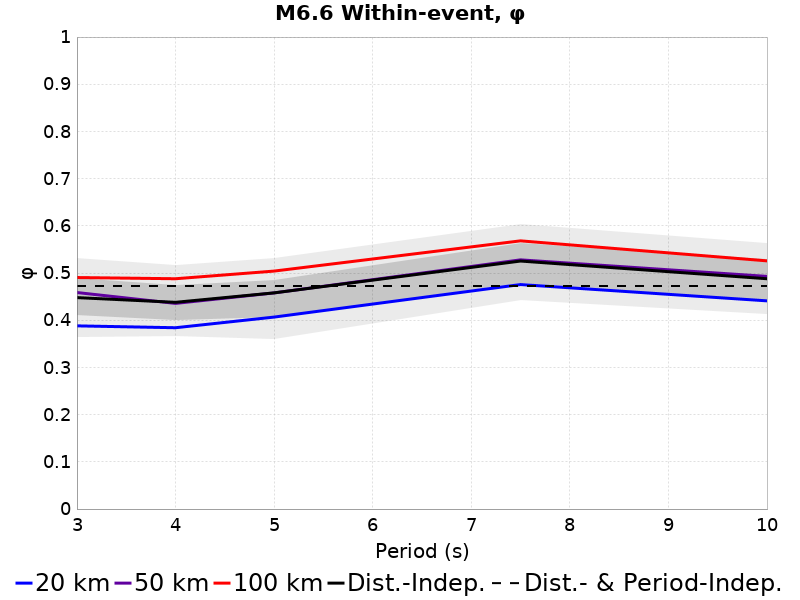 M6.6 Within-event, φ
1
0.9
0.8
0.7
0.6
0.5
0.4
0.3
0.2
0.1
0
φ
3 4 5 6 7 8 9 10
Period (s)
20 km 50 km 100 km Dist.-Indep. Dist.- & Period-Indep.